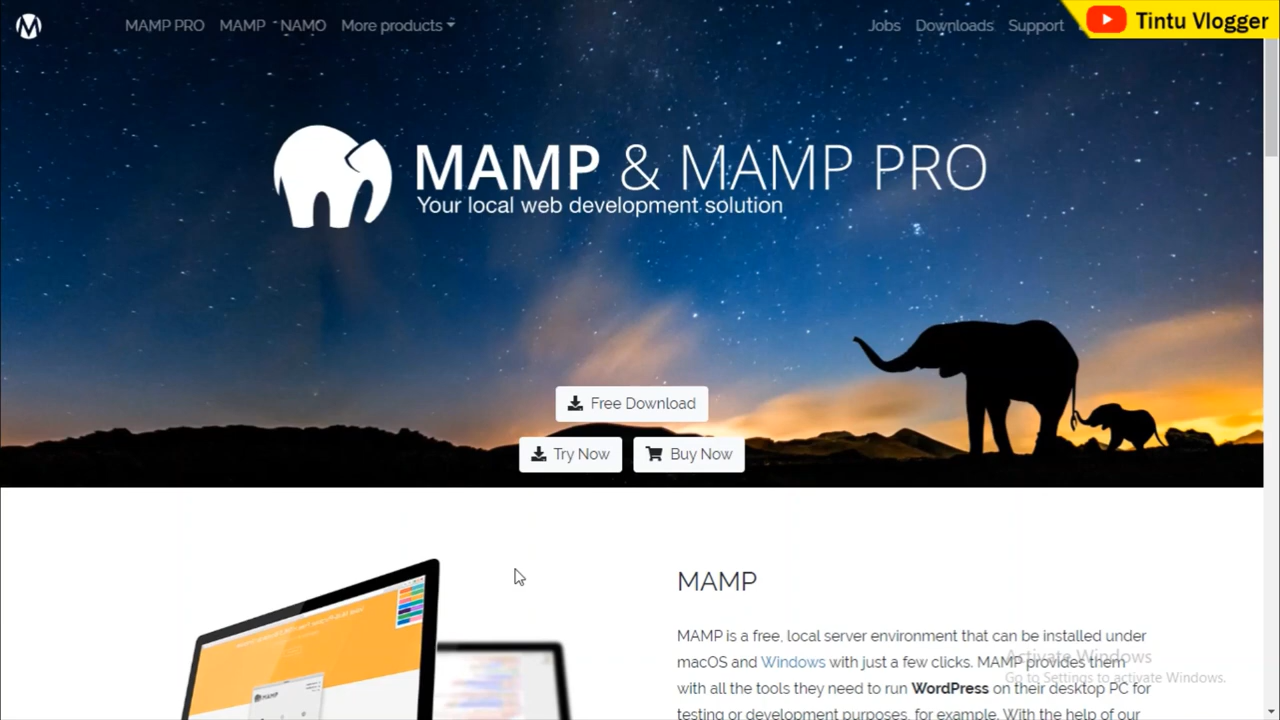 MAMP PRO MAMP NAMO More products Jobs Downloads Support
Tintu Vlogger
MAMP & MAMP PRO
Your local web development solution
Free Download
Try Now Buy Now
MAMP
MAMP is a free, local server environment that can be installed under
macOS and Windows with just a few clicks. MAMP provides them
with all the tools they need to run WordPress on their desktop PC for
testing or development purposes, for example. With the help of our
Activate Windows
Go to Settings to activate Windows.
MAMP